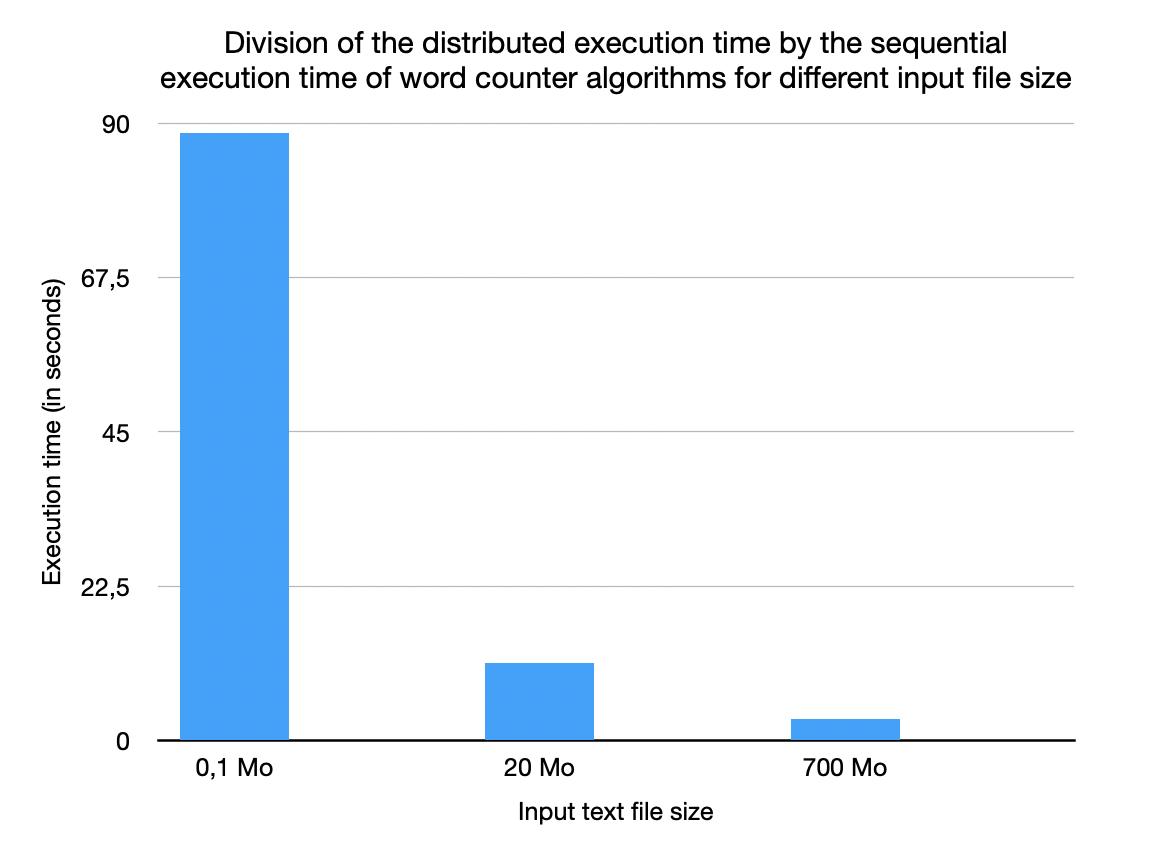 Division of the distributed execution time by the sequential
execution time of word counter algorithms for different input file size
90
67,5
45
22,5
0
Execution time (in seconds)
0,1 Mo
20 Mo
700 Mo
Input text file size